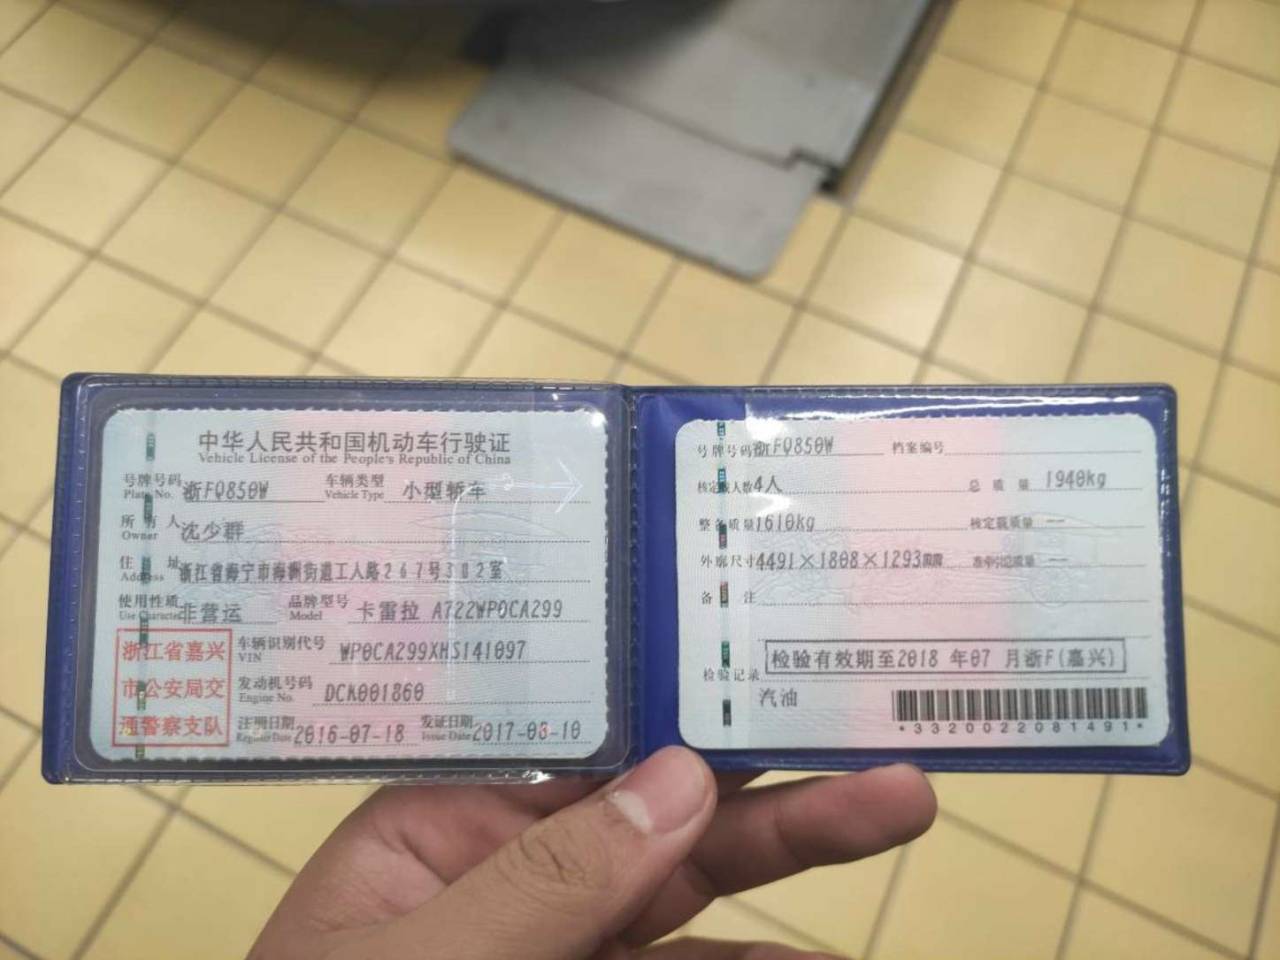 中华人民共和国机动车行驶证
Vehicle License of the People's Republic of China
号牌号码 浙FQ850W 车辆类型 小型轿车
Plate No. Vehicle Type
所有人 沈少群
Owner
住址 浙江省海宁市海洲街道工人路267号302室
Address
使用性质 非营运 品牌型号 卡雷拉 A722WP0CA299
Use Character Model
浙江省嘉兴
市公安局交
通警察支队
车辆识别代号 WP0CA299XHS141097
VIN
发动机号码 DCK001860
Engine No.
注册日期 2016-07-18 发证日期 2017-03-10
Register Date Issue Date
号牌号码 浙FQ850W 档案编号
核定载人数 4人 总质量 1940kg
整备质量 1610kg 核定载质量 --
外廓尺寸 4491×1808×1293mm 准牵引总质量 --
备注
检验有效期至2018 年07 月浙F(嘉兴)
检验记录
汽油
*3320022081491*